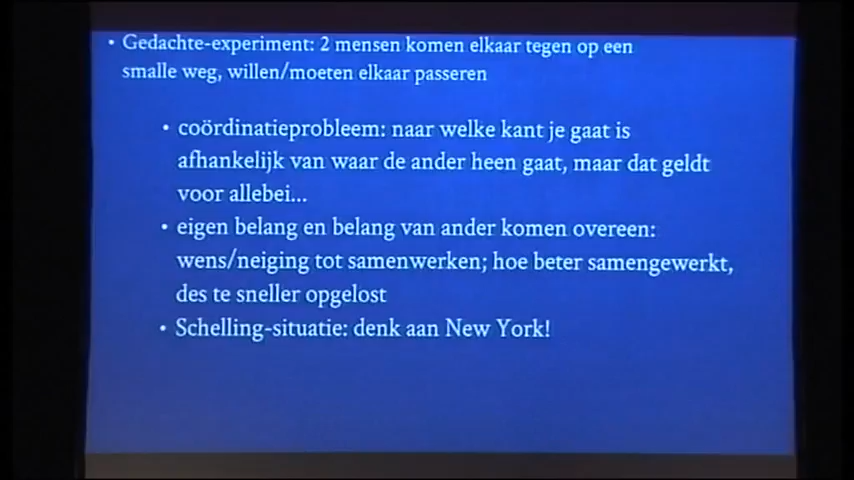 • Gedachte-experiment: 2 mensen komen elkaar tegen op een
smalle weg, willen/moeten elkaar passeren
• coördinatieprobleem: naar welke kant je gaat is
afhankelijk van waar de ander heen gaat, maar dat geldt
voor allebei...
• eigen belang en belang van ander komen overeen:
wens/neiging tot samenwerken; hoe beter samengewerkt,
des te sneller opgelost
• Schelling-situatie: denk aan New York!